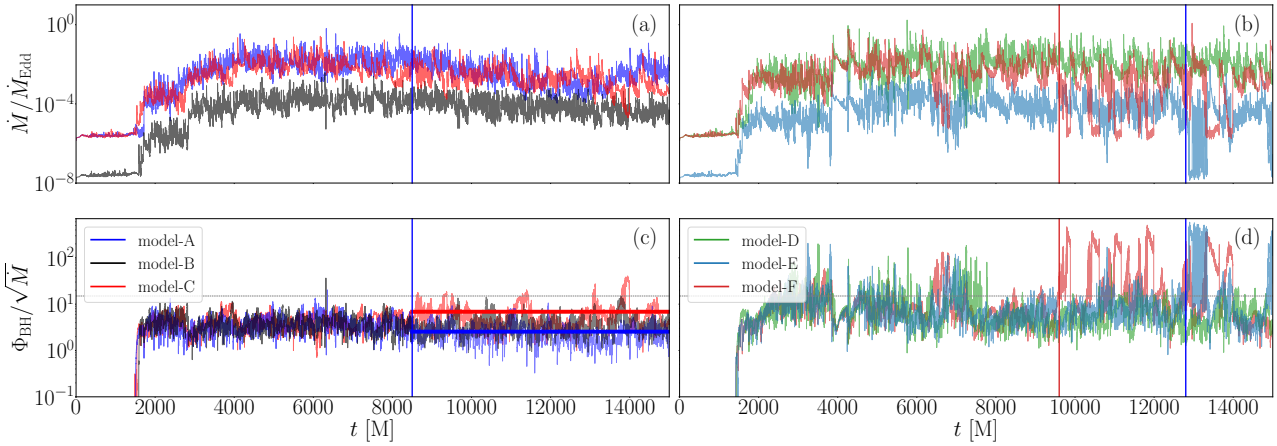 (a)
10^0
10^{-4}
10^{-8}
Ṁ/Ṁ_Edd
(b)
(c)
model-A
model-B
model-C
10^2
10^1
10^0
10^{-1}
Φ_BH/√Ṁ
0 2000 4000 6000 8000 10000 12000 14000
t [M]
(d)
model-D
model-E
model-F
0 2000 4000 6000 8000 10000 12000 14000
t [M]